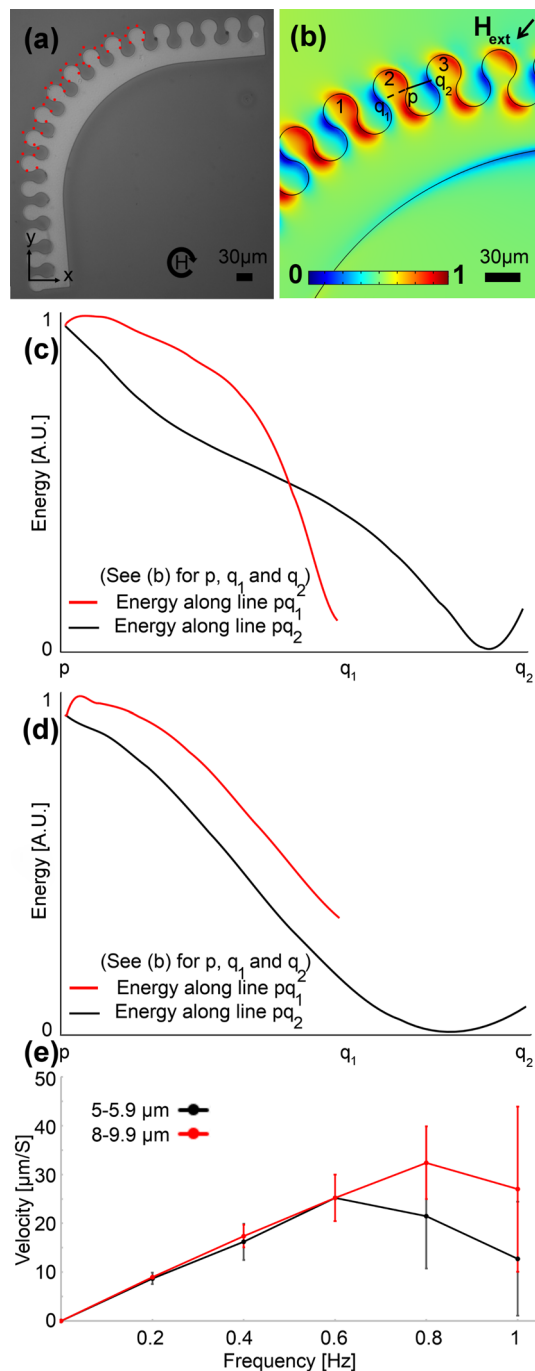 (a)
y
x
H
30µm
(b)
H_ext
1 2 3
q_1 p q_2
0 1
30µm
(c)
1
Energy [A.U.]
(See (b) for p, q_1 and q_2)
Energy along line pq_1
Energy along line pq_2
0
p q_1 q_2
(d)
1
Energy [A.U.]
(See (b) for p, q_1 and q_2)
Energy along line pq_1
Energy along line pq_2
0
p q_1 q_2
(e)
50
40
30
20
10
0
Velocity [µm/S]
5-5.9 µm
8-9.9 µm
0.2 0.4 0.6 0.8 1
Frequency [Hz]